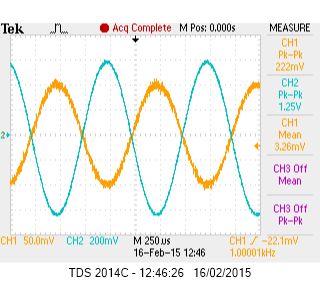 Tek Acq Complete M Pos: 0.000s MEASURE
CH1
Pk-Pk
222mV
CH2
Pk-Pk
1.25V
CH1
Mean
3.26mV
CH3 Off
Mean
CH3 Off
Pk-Pk
2
CH1 50.0mV CH2 200mV M 250µs CH1 / -22.1mV
16-Feb-15 12:46 1.00001kHz
TDS 2014C - 12:46:26 16/02/2015